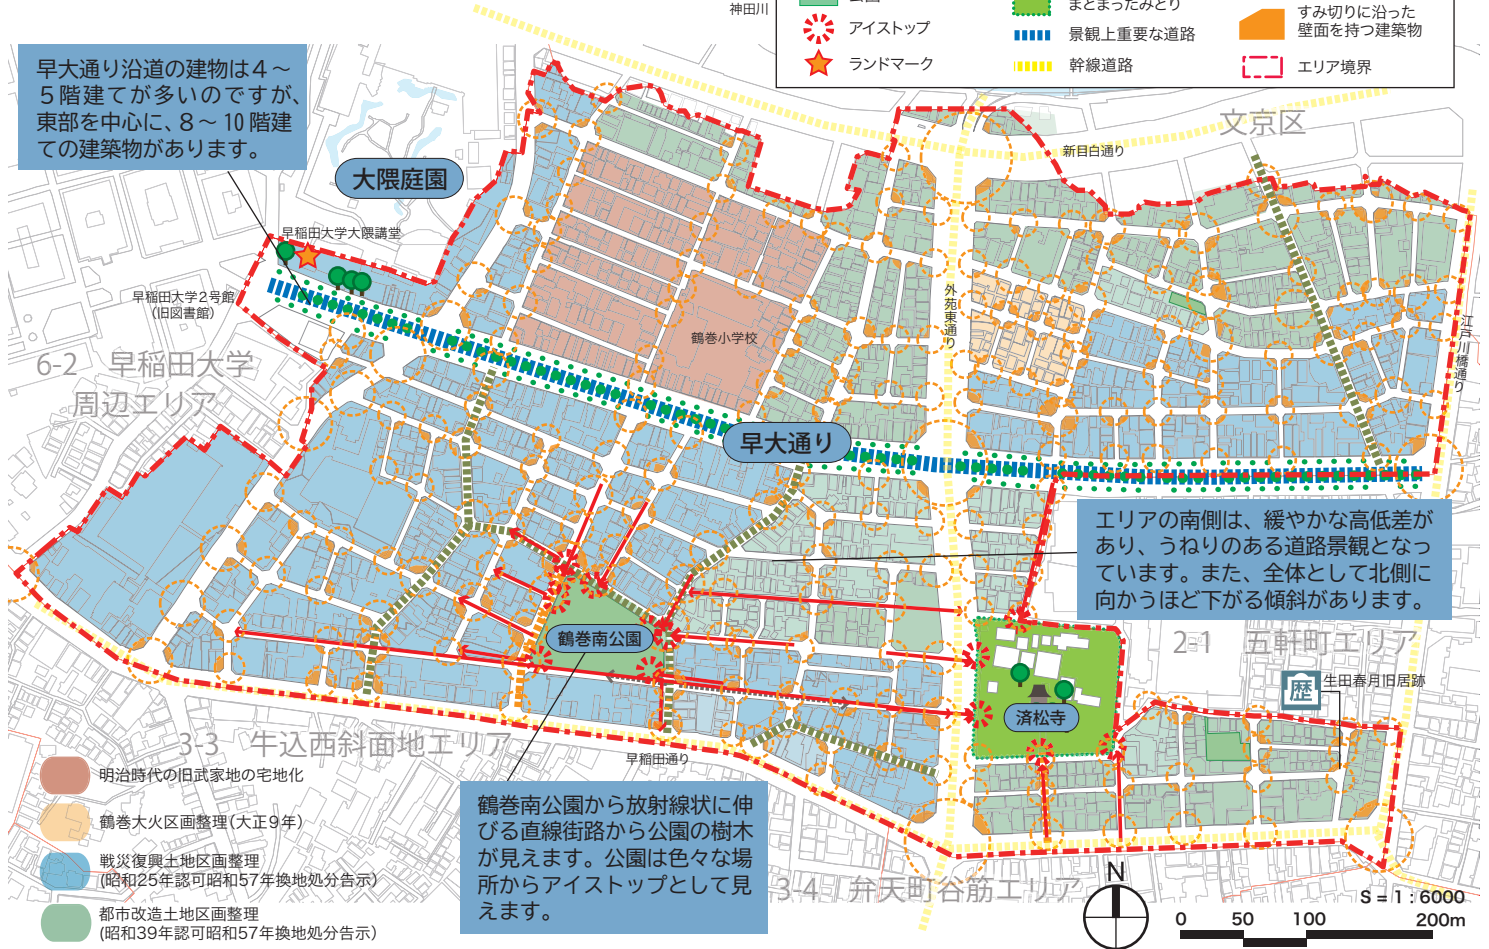 神田川
まとまったみどり
すみ切りに沿った
壁面を持つ建築物
アイストップ
景観上重要な道路
ランドマーク
幹線道路
エリア境界
早大通り沿道の建物は4～
5階建てが多いのですが、
東部を中心に、8～10階建
ての建築物があります。
文京区
新目白通り
大隈庭園
早稲田大学大隈講堂
早稲田大学2号館
(旧図書館)
外苑東通り
江戸川橋通り
鶴巻小学校
6-2 早稲田大学
周辺エリア
早大通り
エリアの南側は、緩やかな高低差が
あり、うねりのある道路景観となっ
ています。また、全体として北側に
向かうほど下がる傾斜があります。
鶴巻南公園
2-1 五軒町エリア
歴
生田春月旧居跡
済松寺
3-3 牛込西斜面地エリア
早稲田通り
明治時代の旧武家地の宅地化
鶴巻大火区画整理(大正9年)
戦災復興土地区画整理
(昭和25年認可昭和57年換地処分告示)
都市改造土地区画整理
(昭和39年認可昭和57年換地処分告示)
鶴巻南公園から放射線状に伸
びる直線街路から公園の樹木
が見えます。公園は色々な場
所からアイストップとして見
えます。
3-4 弁天町谷筋エリア
N
S = 1 : 6000
0 50 100 200m